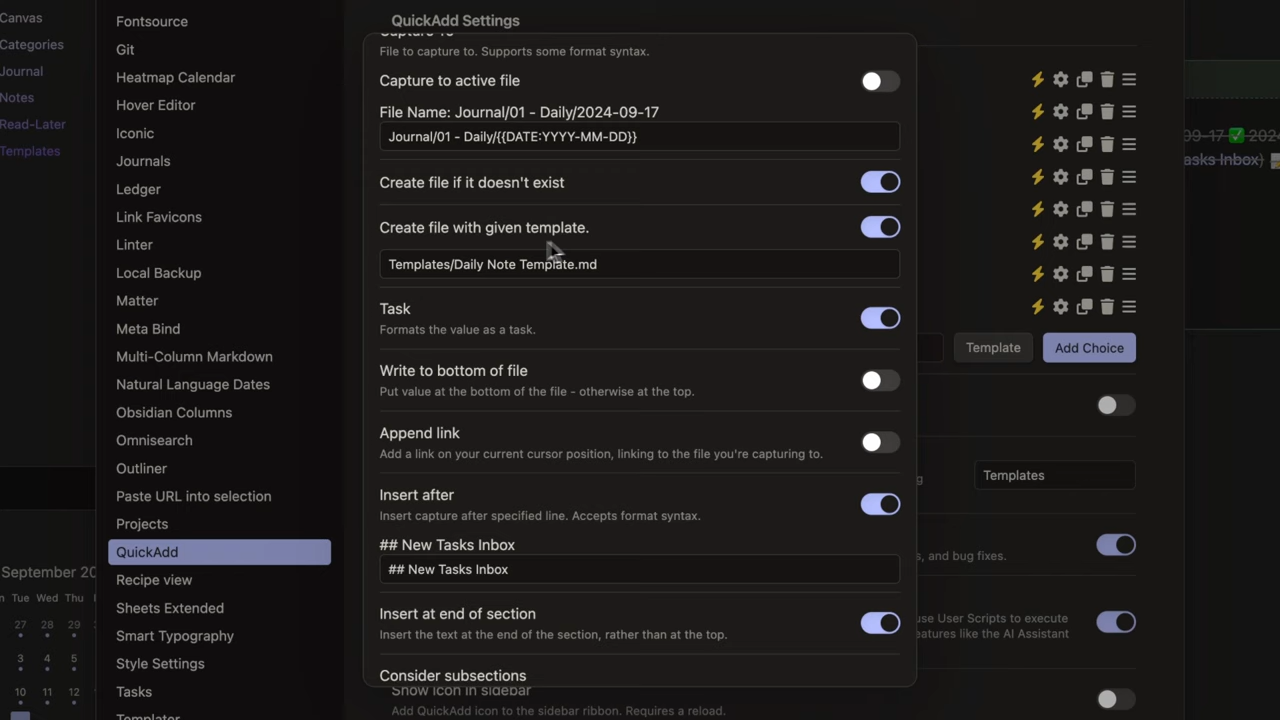 Canvas
Categories
Journal
Notes
Read-Later
Templates
September 20
Tue Wed Thu
27 28 29
3 4 5
10 11 12
Fontsource
Git
Heatmap Calendar
Hover Editor
Iconic
Journals
Ledger
Link Favicons
Linter
Local Backup
Matter
Meta Bind
Multi-Column Markdown
Natural Language Dates
Obsidian Columns
Omnisearch
Outliner
Paste URL into selection
Projects
QuickAdd
Recipe view
Sheets Extended
Smart Typography
Style Settings
Tasks
Templater
QuickAdd Settings
Capture To
File to capture to. Supports some format syntax.
Capture to active file
File Name: Journal/01 - Daily/2024-09-17
Journal/01 - Daily/{{DATE:YYYY-MM-DD}}
Create file if it doesn't exist
Create file with given template.
Templates/Daily Note Template.md
Task
Formats the value as a task.
Write to bottom of file
Put value at the bottom of the file - otherwise at the top.
Append link
Add a link on your current cursor position, linking to the file you're capturing to.
Insert after
Insert capture after specified line. Accepts format syntax.
## New Tasks Inbox
## New Tasks Inbox
Insert at end of section
Insert the text at the end of the section, rather than at the top.
Consider subsections
Show icon in sidebar
Add QuickAdd icon to the sidebar ribbon. Requires a reload.
Template
Add Choice
g
Templates
s, and bug fixes.
use User Scripts to execute
eatures like the AI Assistant
09-17 ✅ 202
asks Inbox)